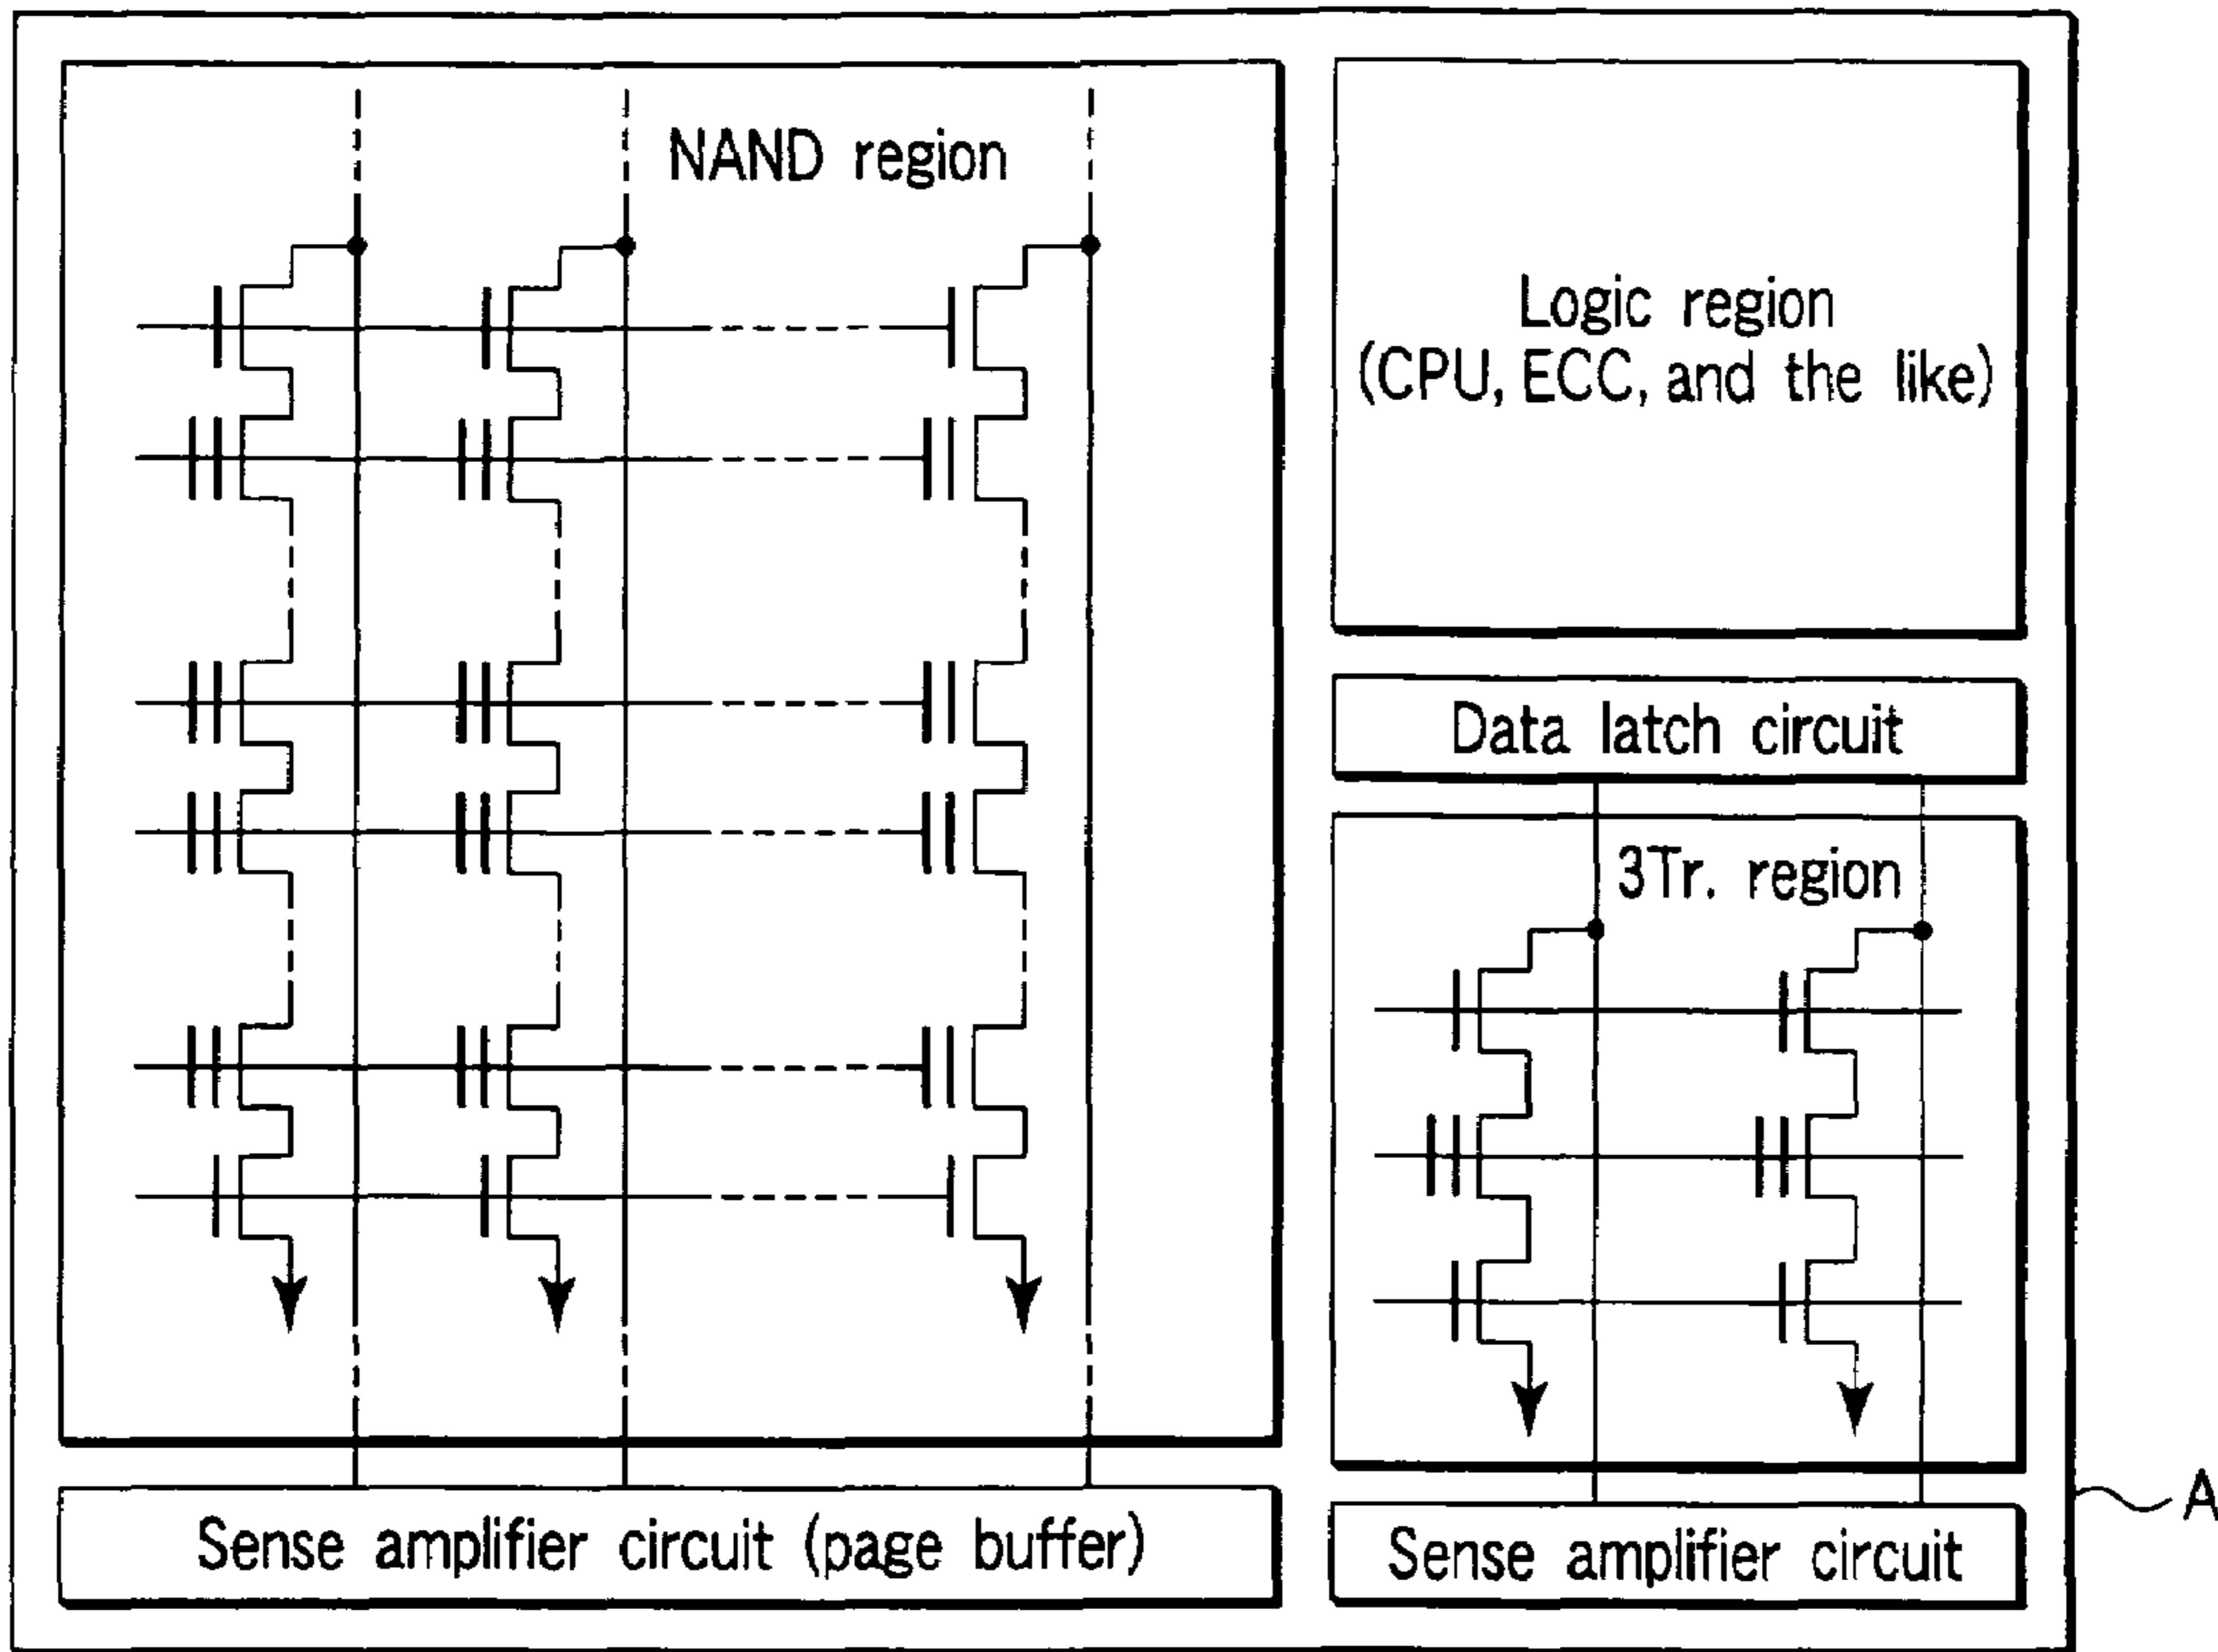 NAND region
Logic region
(CPU, ECC, and the like)
Data latch circuit
3Tr. region
Sense amplifier circuit (page buffer)
Sense amplifier circuit
A